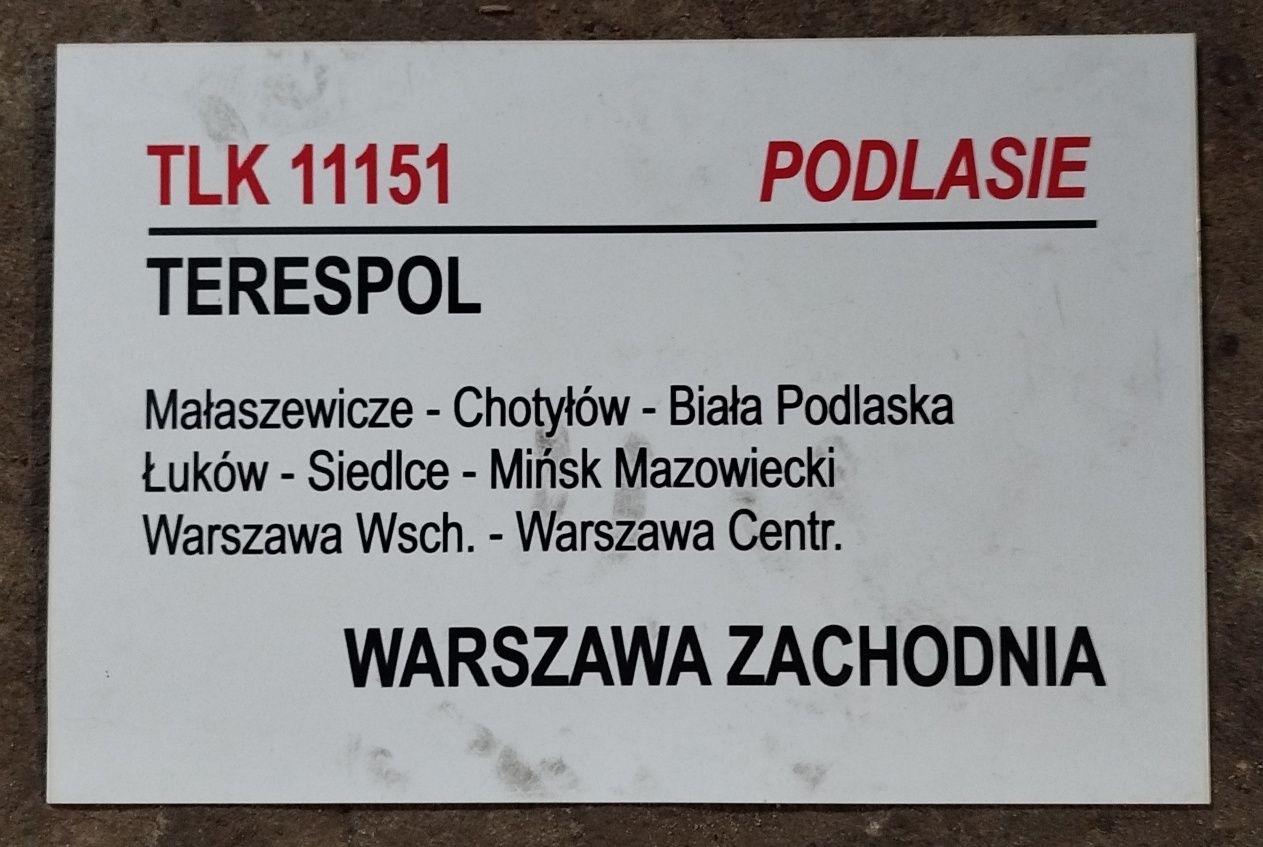 TLK 11151 PODLASIE
TERESPOL
Małaszewicze - Chotyłów - Biała Podlaska
Łuków - Siedlce - Mińsk Mazowiecki
Warszawa Wsch. - Warszawa Centr.
WARSZAWA ZACHODNIA